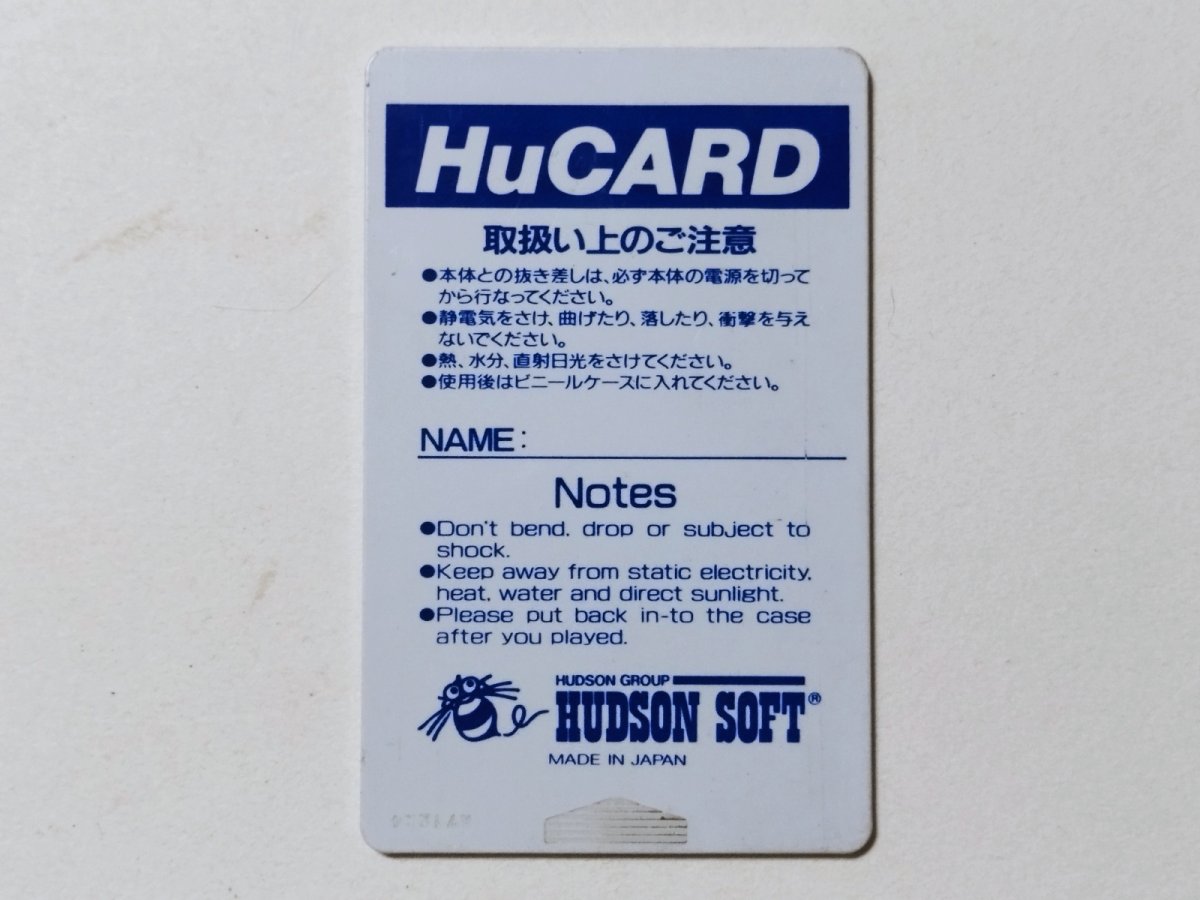 HuCARD
取扱い上のご注意
●本体との抜き差しは、必ず本体の電源を切って
から行なってください。
●静電気をさけ、曲げたり、落したり、衝撃を与え
ないでください。
●熱、水分、直射日光をさけてください。
●使用後はビニールケースに入れてください。
NAME:
Notes
●Don't bend. drop or subject to
shock.
●Keep away from static electricity,
heat, water and direct sunlight.
●Please put back in-to the case
after you played.
HUDSON GROUP
HUDSON SOFT®
MADE IN JAPAN